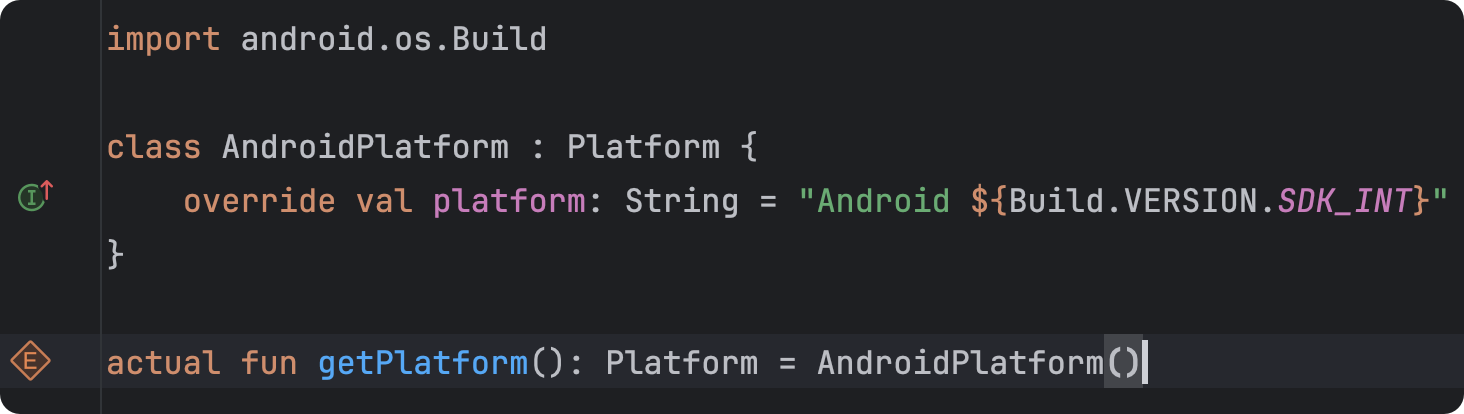 import android.os.Build
class AndroidPlatform : Platform {
I
override val platform: String = "Android ${Build.VERSION.SDK_INT}"
}
E
actual fun getPlatform(): Platform = AndroidPlatform()